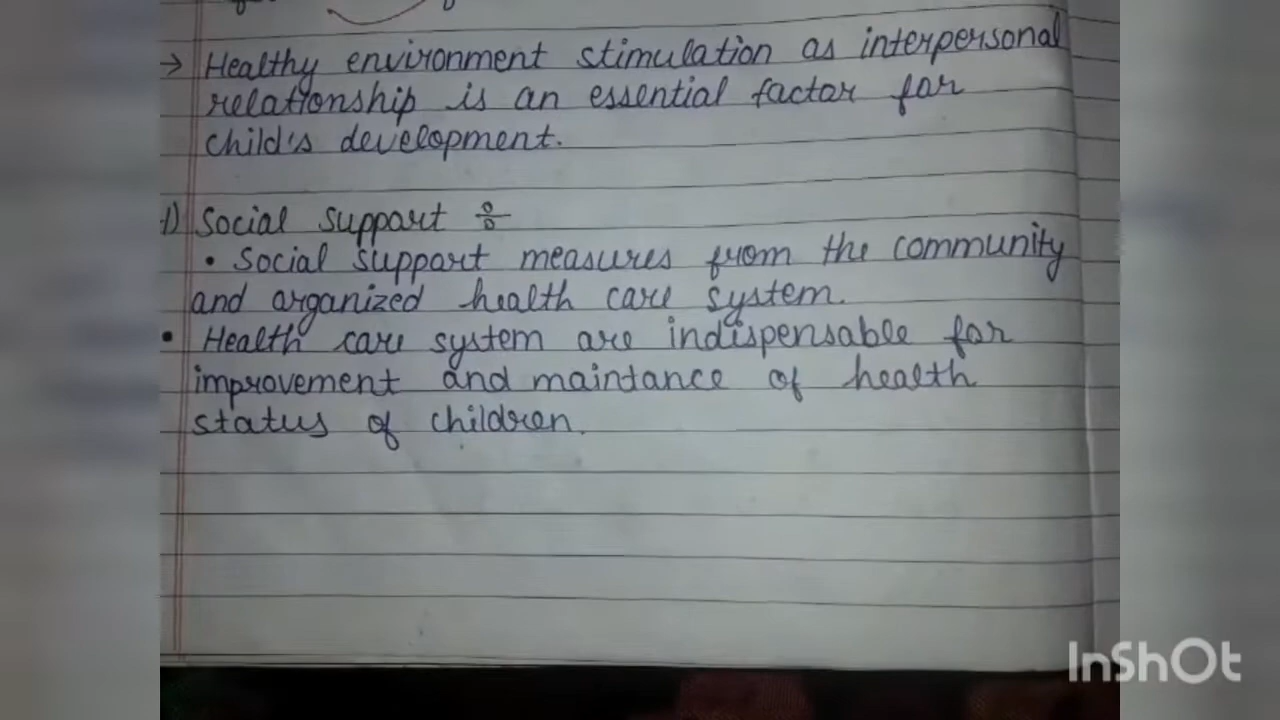 → Healthy environment stimulation as interpersonal
relationship is an essential factor for
child's development.
1) Social support ÷
• Social support measures from the community
and organized health care system.
• Health care system are indispensable for
improvement and maintance of health
status of children.
InShOt